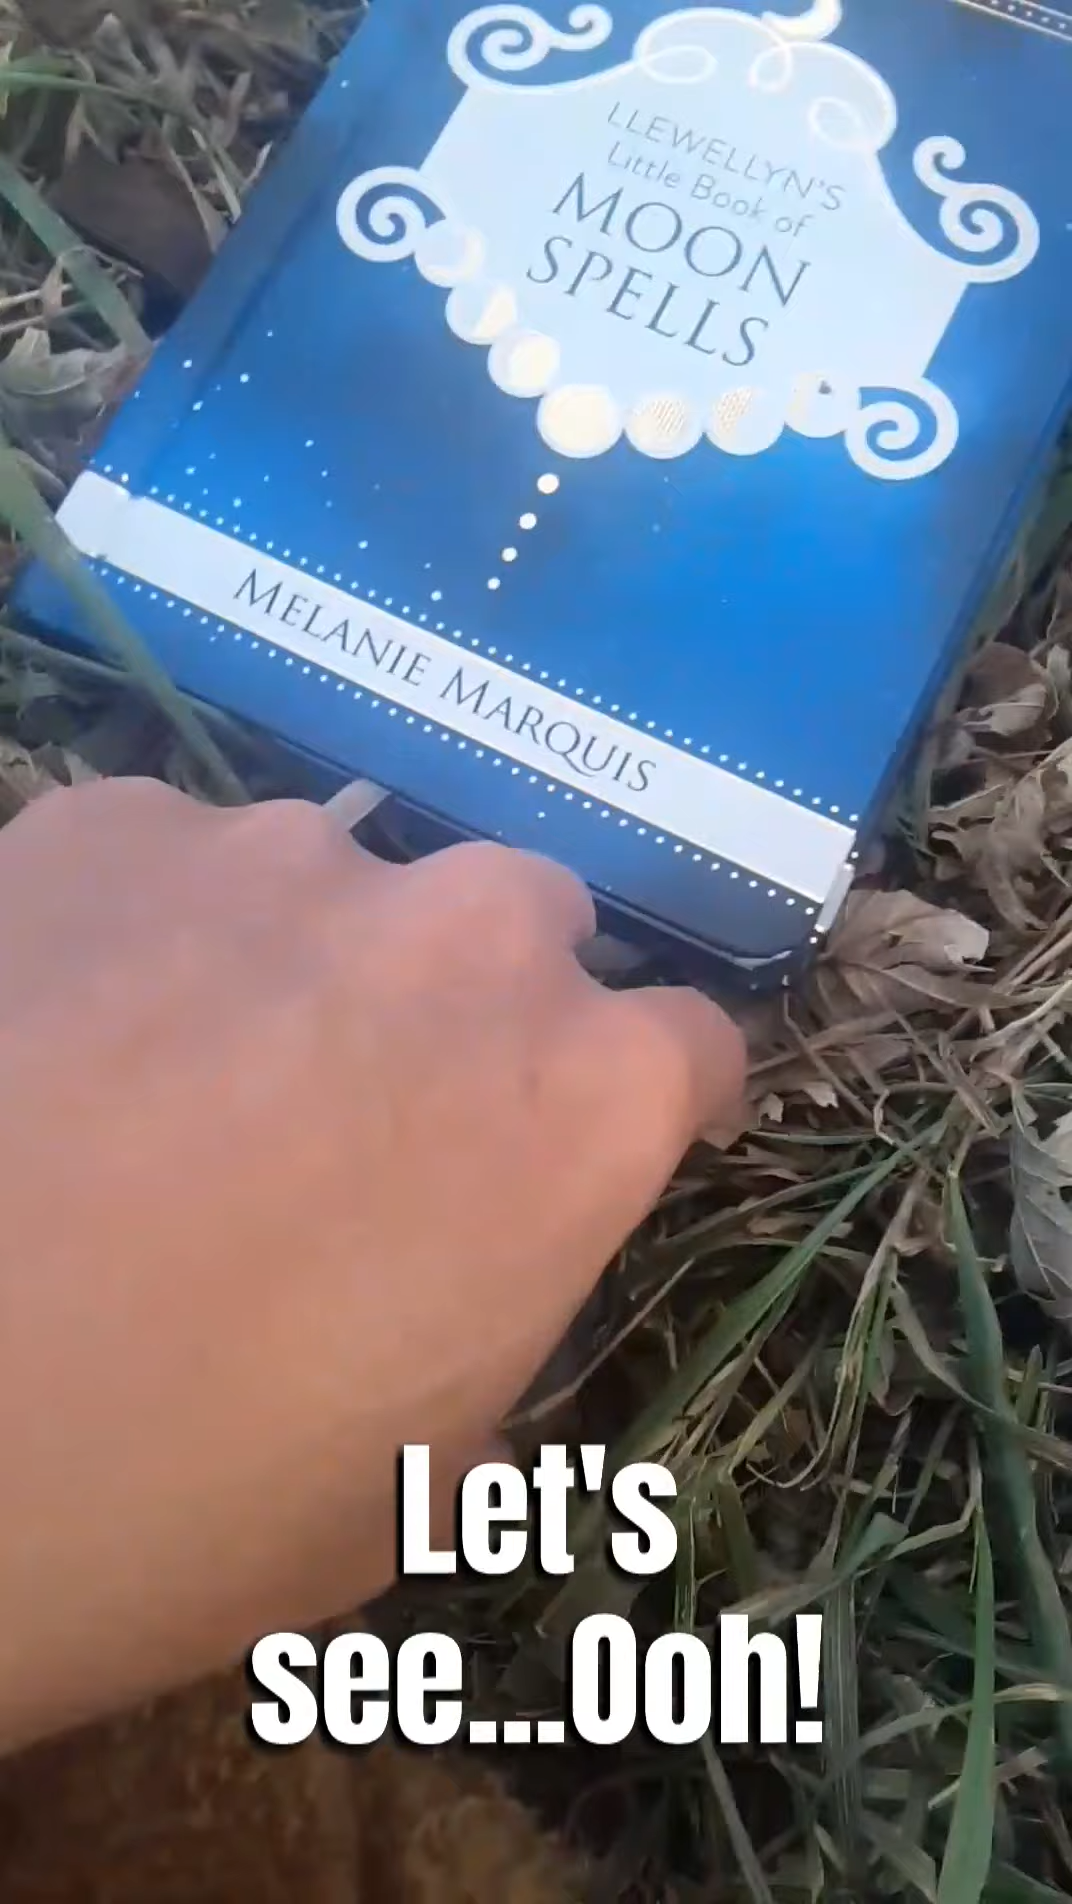 LLEWELLYN'S
Little Book of
MOON
SPELLS
MELANIE MARQUIS
Let's
see...Ooh!